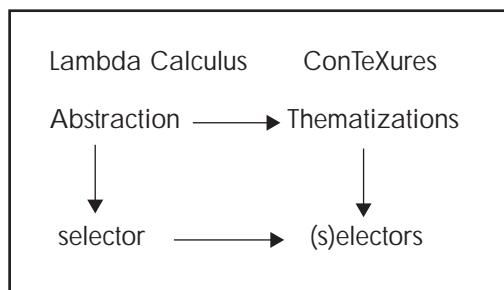 Lambda Calculus ConTeXures
Abstraction Thematizations
selector (s)electors